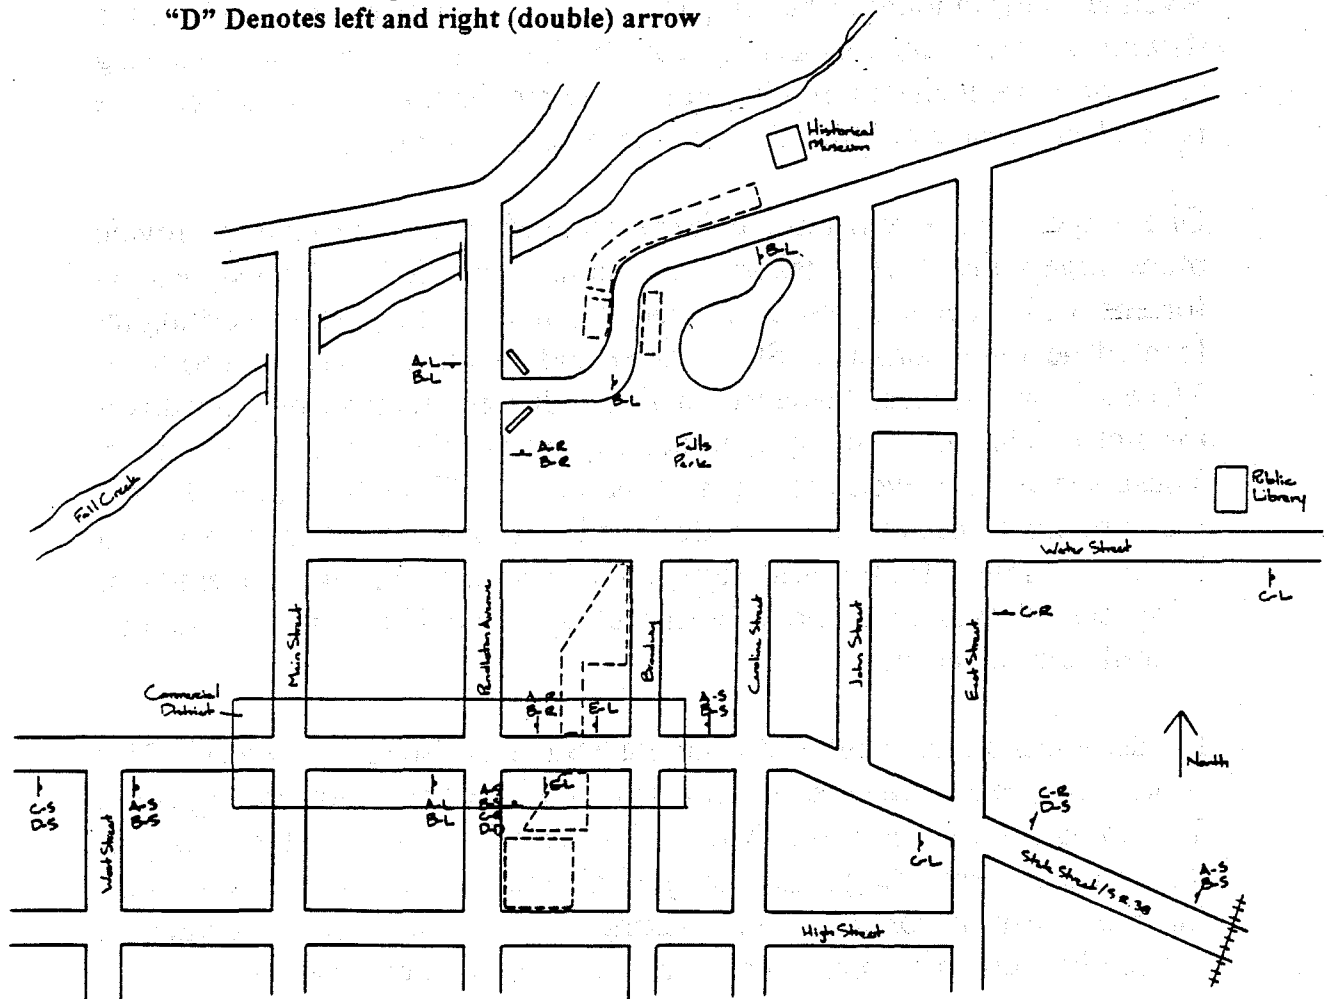 “D” Denotes left and right (double) arrow
Historical
Museum
B-L
A-L
B-L
B-L
A-R
B-R
Falls
Park
Public
Library
Fall Creek
Water Street
C-L
C-R
Main Street
Pendleton Avenue
Broadway
Caroline Street
John Street
East Street
Commercial
District
A-R
B-R
E-L
A-S
B-S
North
C-S
D-S
A-S
B-S
A-L
B-L
D-D
E-L
C-R
D-S
C-L
West Street
State Street / S.R. 38
A-S
B-S
High Street